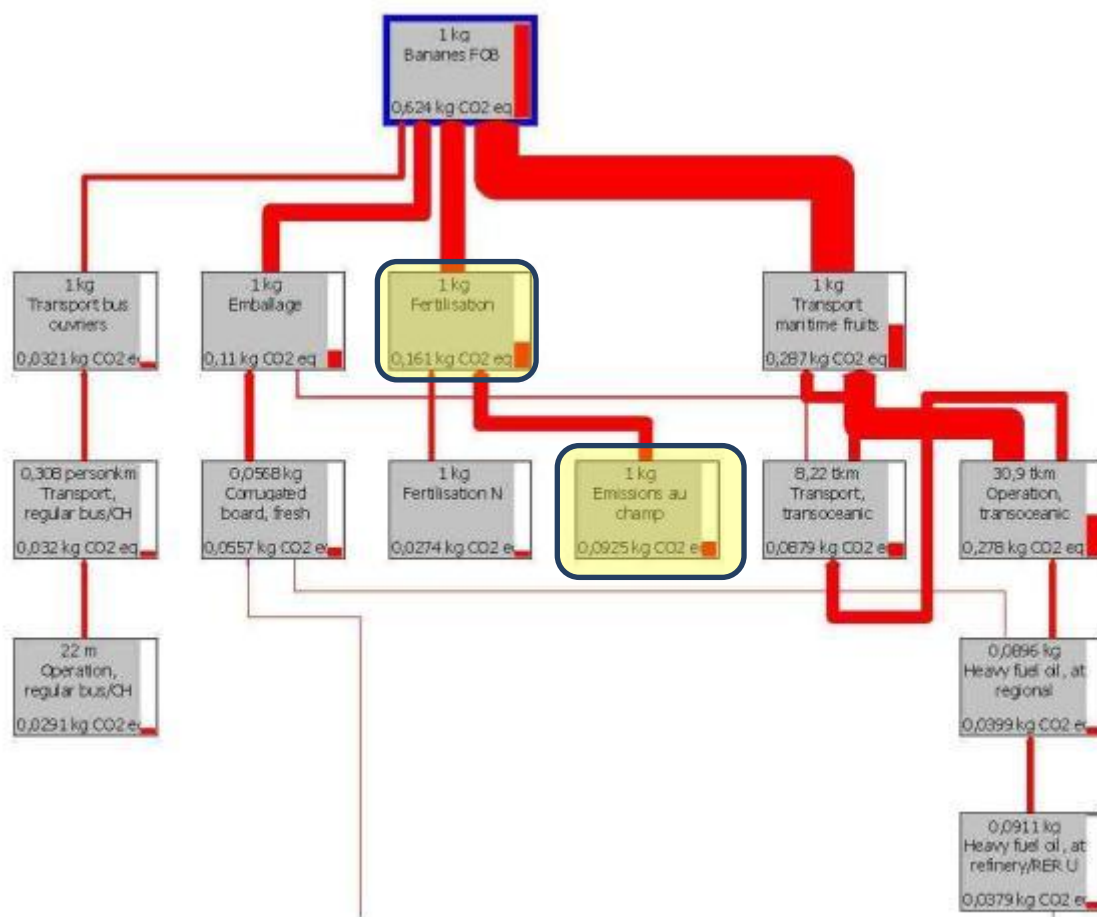 1 kg
Bananes FOB
0,624 kg CO2 eq
1 kg
Transport bus
ouvriers
0,0321 kg CO2 e
1 kg
Emballage
0,11 kg CO2 eq
1 kg
Fertilisation
0,161 kg CO2 eq
1 kg
Transport
maritime fruits
0,287 kg CO2 eq
0,308 personkm
Transport,
regular bus/CH
0,032 kg CO2 eq
0,0568 kg
Corrugated
board, fresh
0,0557 kg CO2 e
1 kg
Fertilisation N
0,0274 kg CO2 e
1 kg
Emissions au
champ
0,0925 kg CO2 e
8,22 tkm
Transport,
transoceanic
0,0879 kg CO2 e
30,9 tkm
Operation,
transoceanic
0,278 kg CO2 eq
22 m
Operation,
regular bus/CH
0,0291 kg CO2 e
0,0896 kg
Heavy fuel oil, at
regional
0,0399 kg CO2 e
0,0911 kg
Heavy fuel oil, at
refinery/RER U
0,0379 kg CO2 e